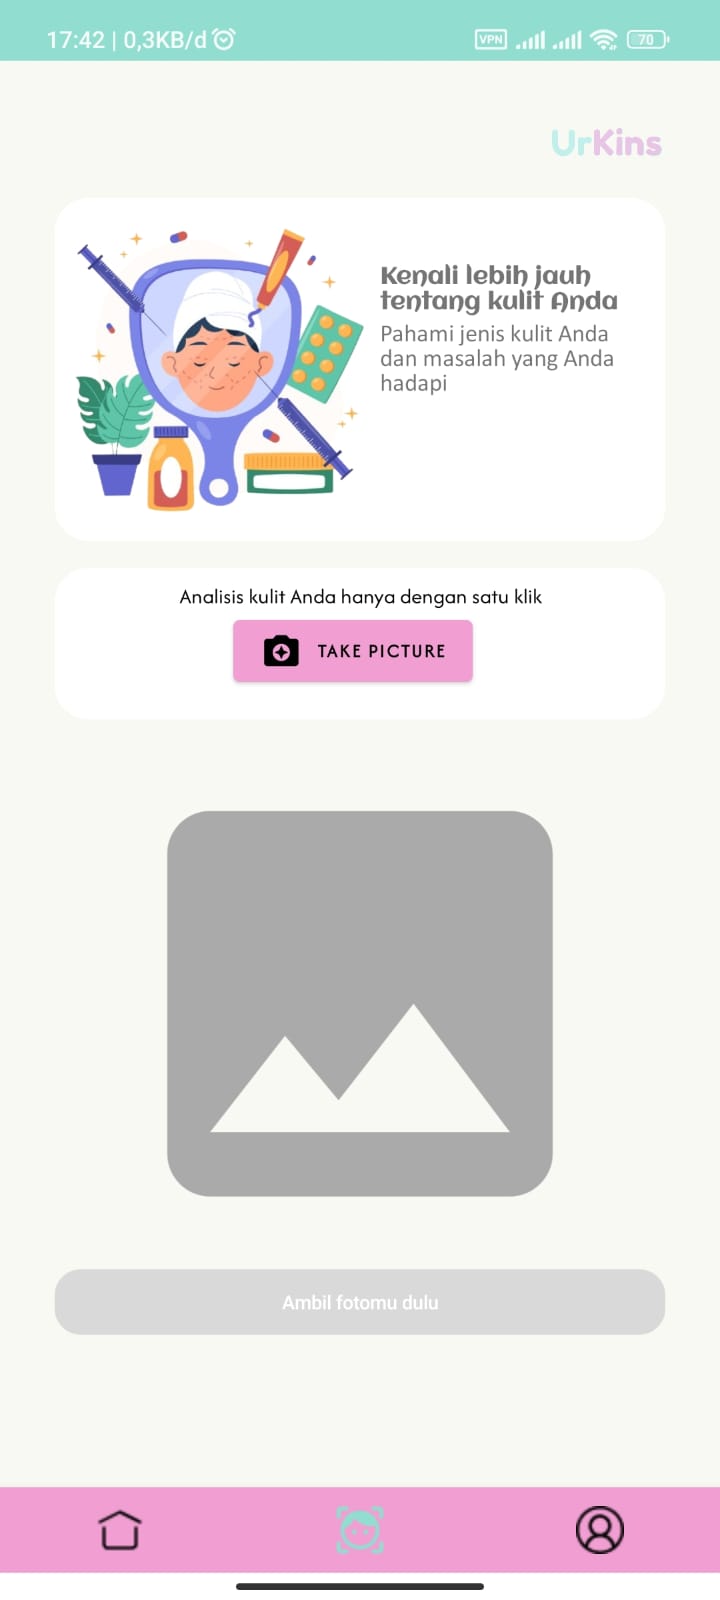 17:42 | 0,3KB/d
VPN
70
UrKins
Kenali lebih jauh
tentang kulit Anda
Pahami jenis kulit Anda
dan masalah yang Anda
hadapi
Analisis kulit Anda hanya dengan satu klik
TAKE PICTURE
Ambil fotomu dulu